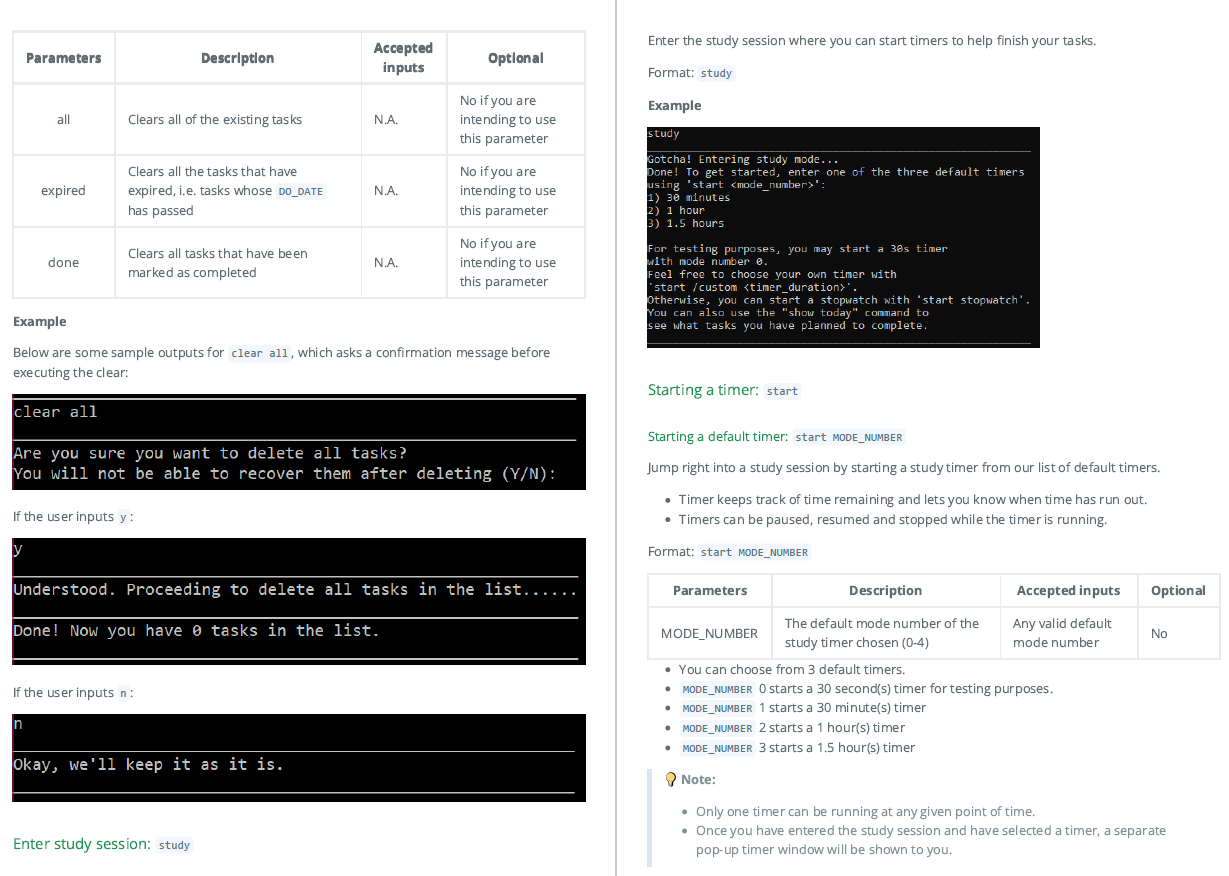 Parameters Description Accepted inputs Optional
all Clears all of the existing tasks N.A. No if you are intending to use this parameter
expired Clears all the tasks that have expired, i.e. tasks whose DO_DATE has passed N.A. No if you are intending to use this parameter
done Clears all tasks that have been marked as completed N.A. No if you are intending to use this parameter
Example
Below are some sample outputs for clear all, which asks a confirmation message before
executing the clear:
clear all
Are you sure you want to delete all tasks?
You will not be able to recover them after deleting (Y/N):
If the user inputs y:
y
Understood. Proceeding to delete all tasks in the list......
Done! Now you have 0 tasks in the list.
If the user inputs n:
n
Okay, we'll keep it as it is.
Enter study session: study
Enter the study session where you can start timers to help finish your tasks.
Format: study
Example
study
Gotcha! Entering study mode...
Done! To get started, enter one of the three default timers
using 'start <mode_number>':
1) 30 minutes
2) 1 hour
3) 1.5 hours
For testing purposes, you may start a 30s timer
with mode number 0.
Feel free to choose your own timer with
'start /custom <timer_duration>'.
Otherwise, you can start a stopwatch with 'start stopwatch'.
You can also use the "show today" command to
see what tasks you have planned to complete.
Starting a timer: start
Starting a default timer: start MODE_NUMBER
Jump right into a study session by starting a study timer from our list of default timers.
• Timer keeps track of time remaining and lets you know when time has run out.
• Timers can be paused, resumed and stopped while the timer is running.
Format: start MODE_NUMBER
Parameters Description Accepted inputs Optional
MODE_NUMBER The default mode number of the study timer chosen (0-4) Any valid default mode number No
• You can choose from 3 default timers.
• MODE_NUMBER 0 starts a 30 second(s) timer for testing purposes.
• MODE_NUMBER 1 starts a 30 minute(s) timer
• MODE_NUMBER 2 starts a 1 hour(s) timer
• MODE_NUMBER 3 starts a 1.5 hour(s) timer
💡 Note:
• Only one timer can be running at any given point of time.
• Once you have entered the study session and have selected a timer, a separate
pop-up timer window will be shown to you.